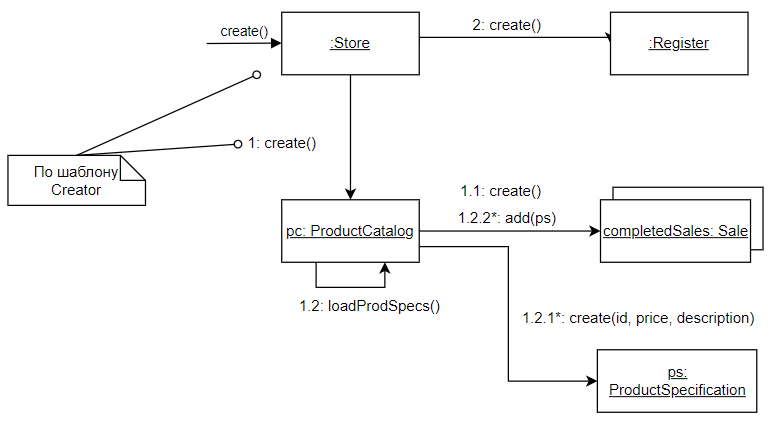 create()
:Store
2: create()
:Register
1: create()
По шаблону
Creator
pc: ProductCatalog
1.1: create()
1.2.2*: add(ps)
completedSales: Sale
1.2: loadProdSpecs()
1.2.1*: create(id, price, description)
ps:
ProductSpecification